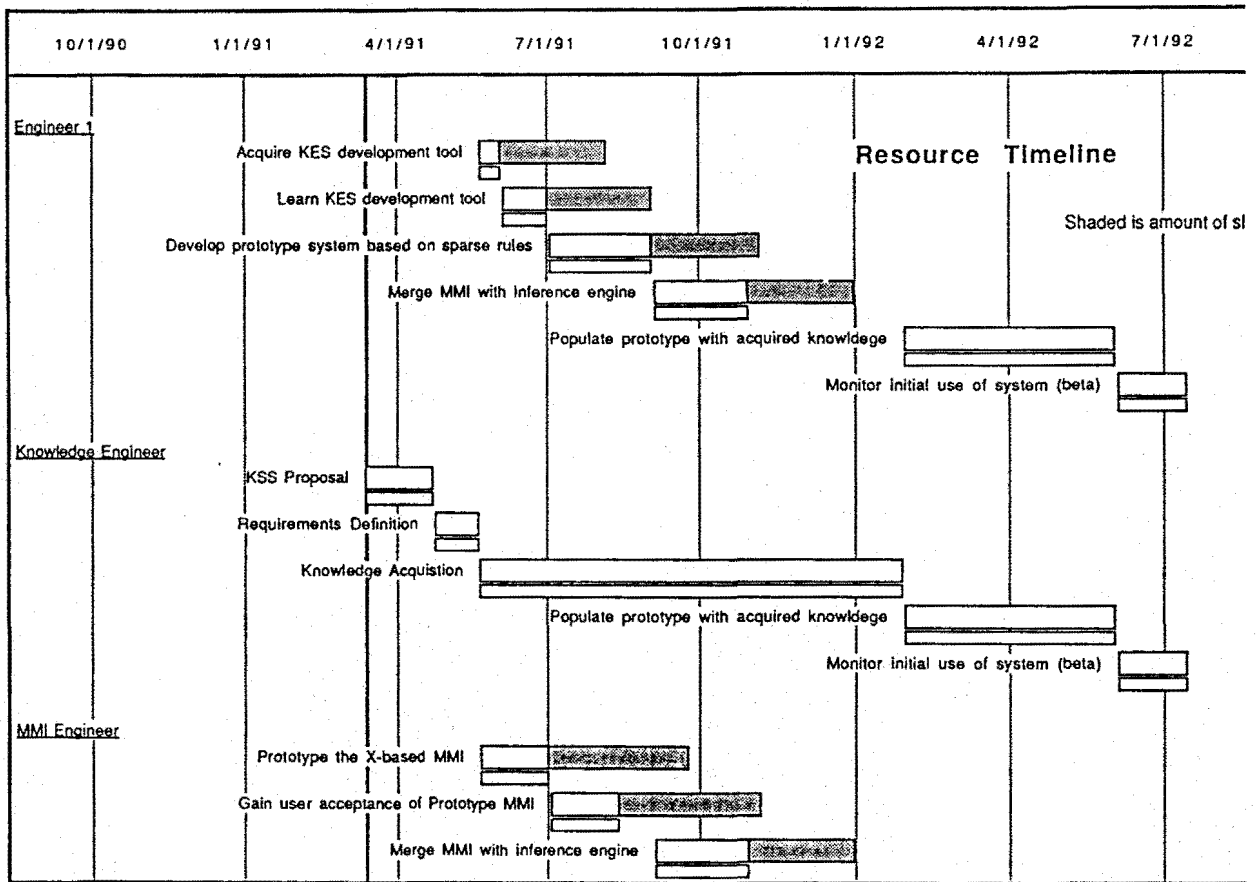 10/1/90 1/1/91 4/1/91 7/1/91 10/1/91 1/1/92 4/1/92 7/1/92
Engineer 1
Acquire KES development tool
Resource Timeline
Learn KES development tool
Shaded is amount of sl
Develop prototype system based on sparse rules
Merge MMI with Inference engine
Populate prototype with acquired knowldege
Monitor initial use of system (beta)
Knowledge Engineer
KSS Proposal
Requirements Definition
Knowledge Acquistion
Populate prototype with acquired knowldege
Monitor initial use of system (beta)
MMI Engineer
Prototype the X-based MMI
Gain user acceptance of Prototype MMI
Merge MMI with inference engine